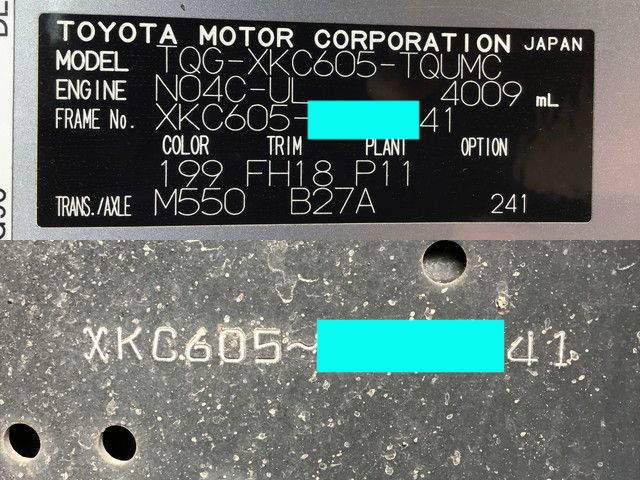 TOYOTA MOTOR CORPORATION JAPAN
MODEL TQG-XKC605-TQUMC
ENGINE N04C-UL 4009 mL
FRAME No. XKC605- 41
COLOR TRIM PLANT OPTION
199 FH18 P11
TRANS./AXLE M550 B27A 241
XKC605~ 41